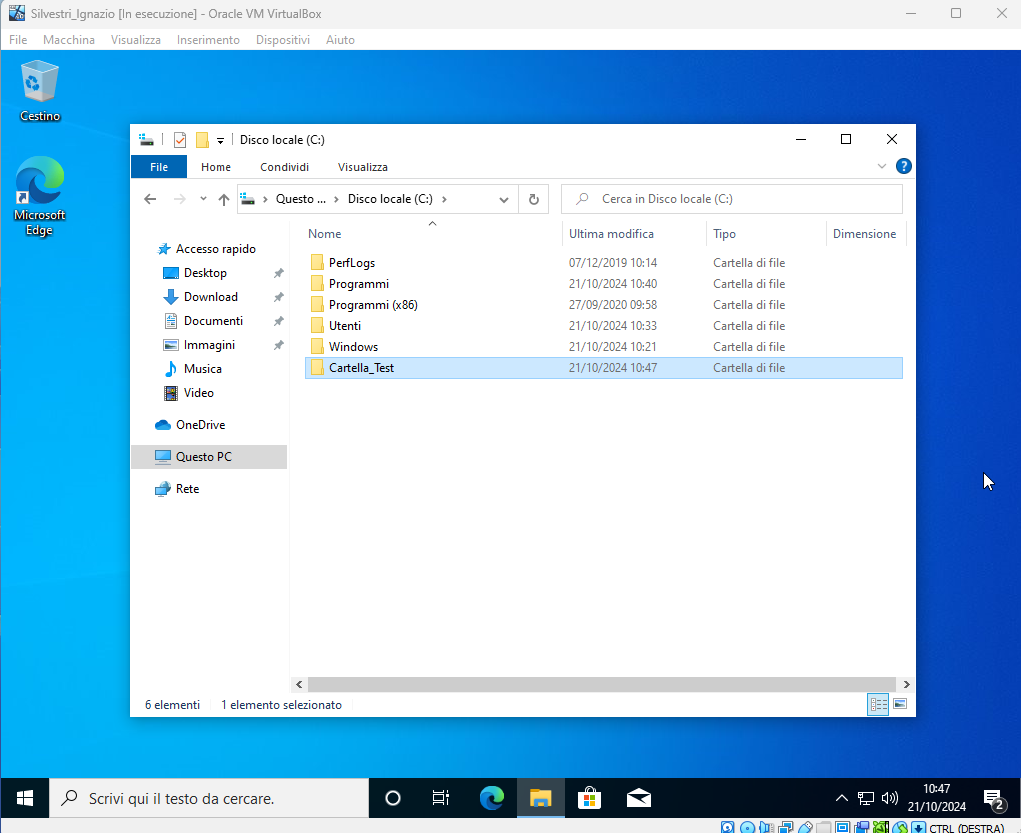 Silvestri_Ignazio [In esecuzione] - Oracle VM VirtualBox
File Macchina Visualizza Inserimento Dispositivi Aiuto
Cestino
Microsoft
Edge
Disco locale (C:)
File Home Condividi Visualizza
Questo ... Disco locale (C:)
Cerca in Disco locale (C:)
Nome Ultima modifica Tipo Dimensione
Accesso rapido
Desktop
Download
Documenti
Immagini
Musica
Video
OneDrive
Questo PC
Rete
PerfLogs 07/12/2019 10:14 Cartella di file
Programmi 21/10/2024 10:40 Cartella di file
Programmi (x86) 27/09/2020 09:58 Cartella di file
Utenti 21/10/2024 10:33 Cartella di file
Windows 21/10/2024 10:21 Cartella di file
Cartella_Test 21/10/2024 10:47 Cartella di file
6 elementi 1 elemento selezionato
Scrivi qui il testo da cercare.
10:47
21/10/2024
2
CTRL (DESTRA)